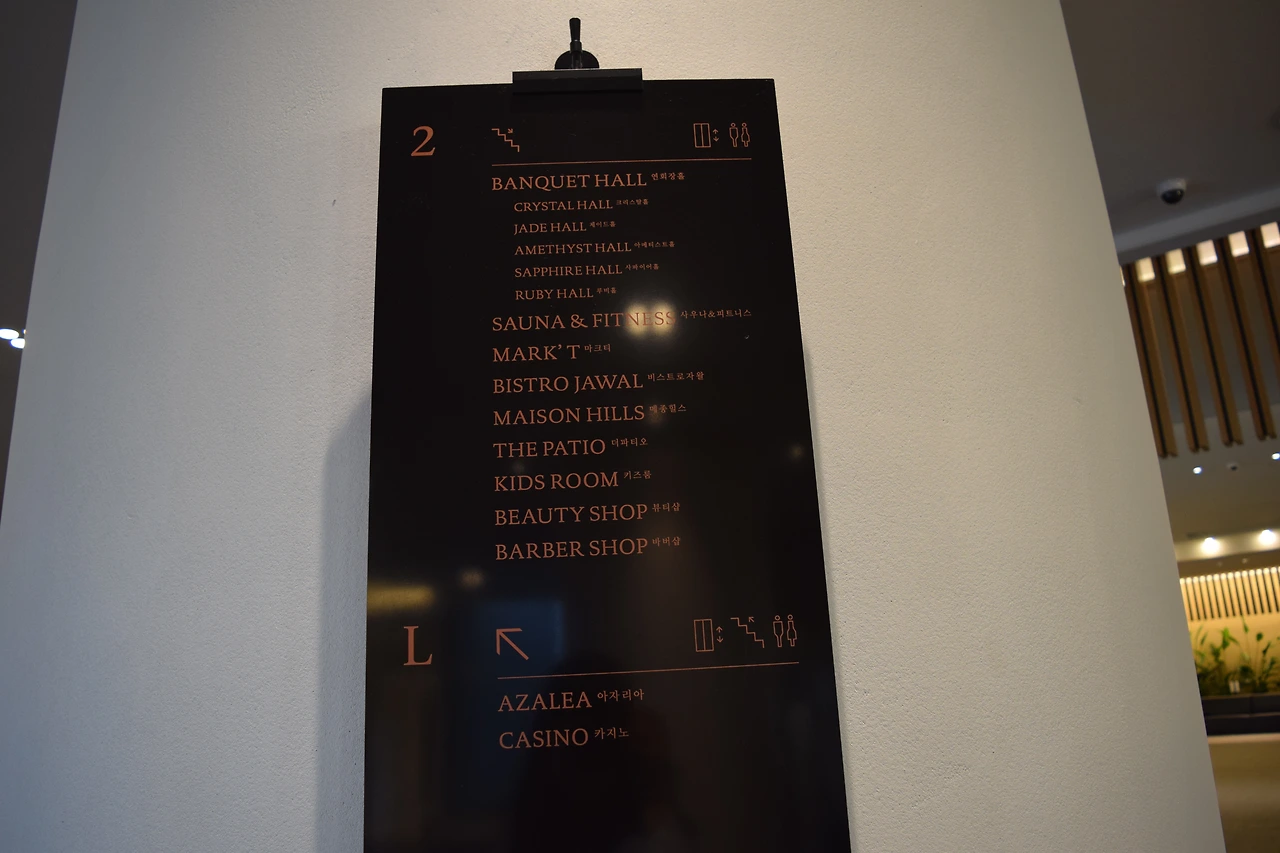 2
BANQUET HALL 연회장홀
CRYSTAL HALL 크리스탈홀
JADE HALL 제이드홀
AMETHYST HALL 아메티스트홀
SAPPHIRE HALL 사파이어홀
RUBY HALL 루비홀
SAUNA & FITNESS 사우나&피트니스
MARK' T 마크티
BISTRO JAWAL 비스트로자왈
MAISON HILLS 메종힐스
THE PATIO 더파티오
KIDS ROOM 키즈룸
BEAUTY SHOP 뷰티샵
BARBER SHOP 바버샵
L
AZALEA 아자리아
CASINO 카지노